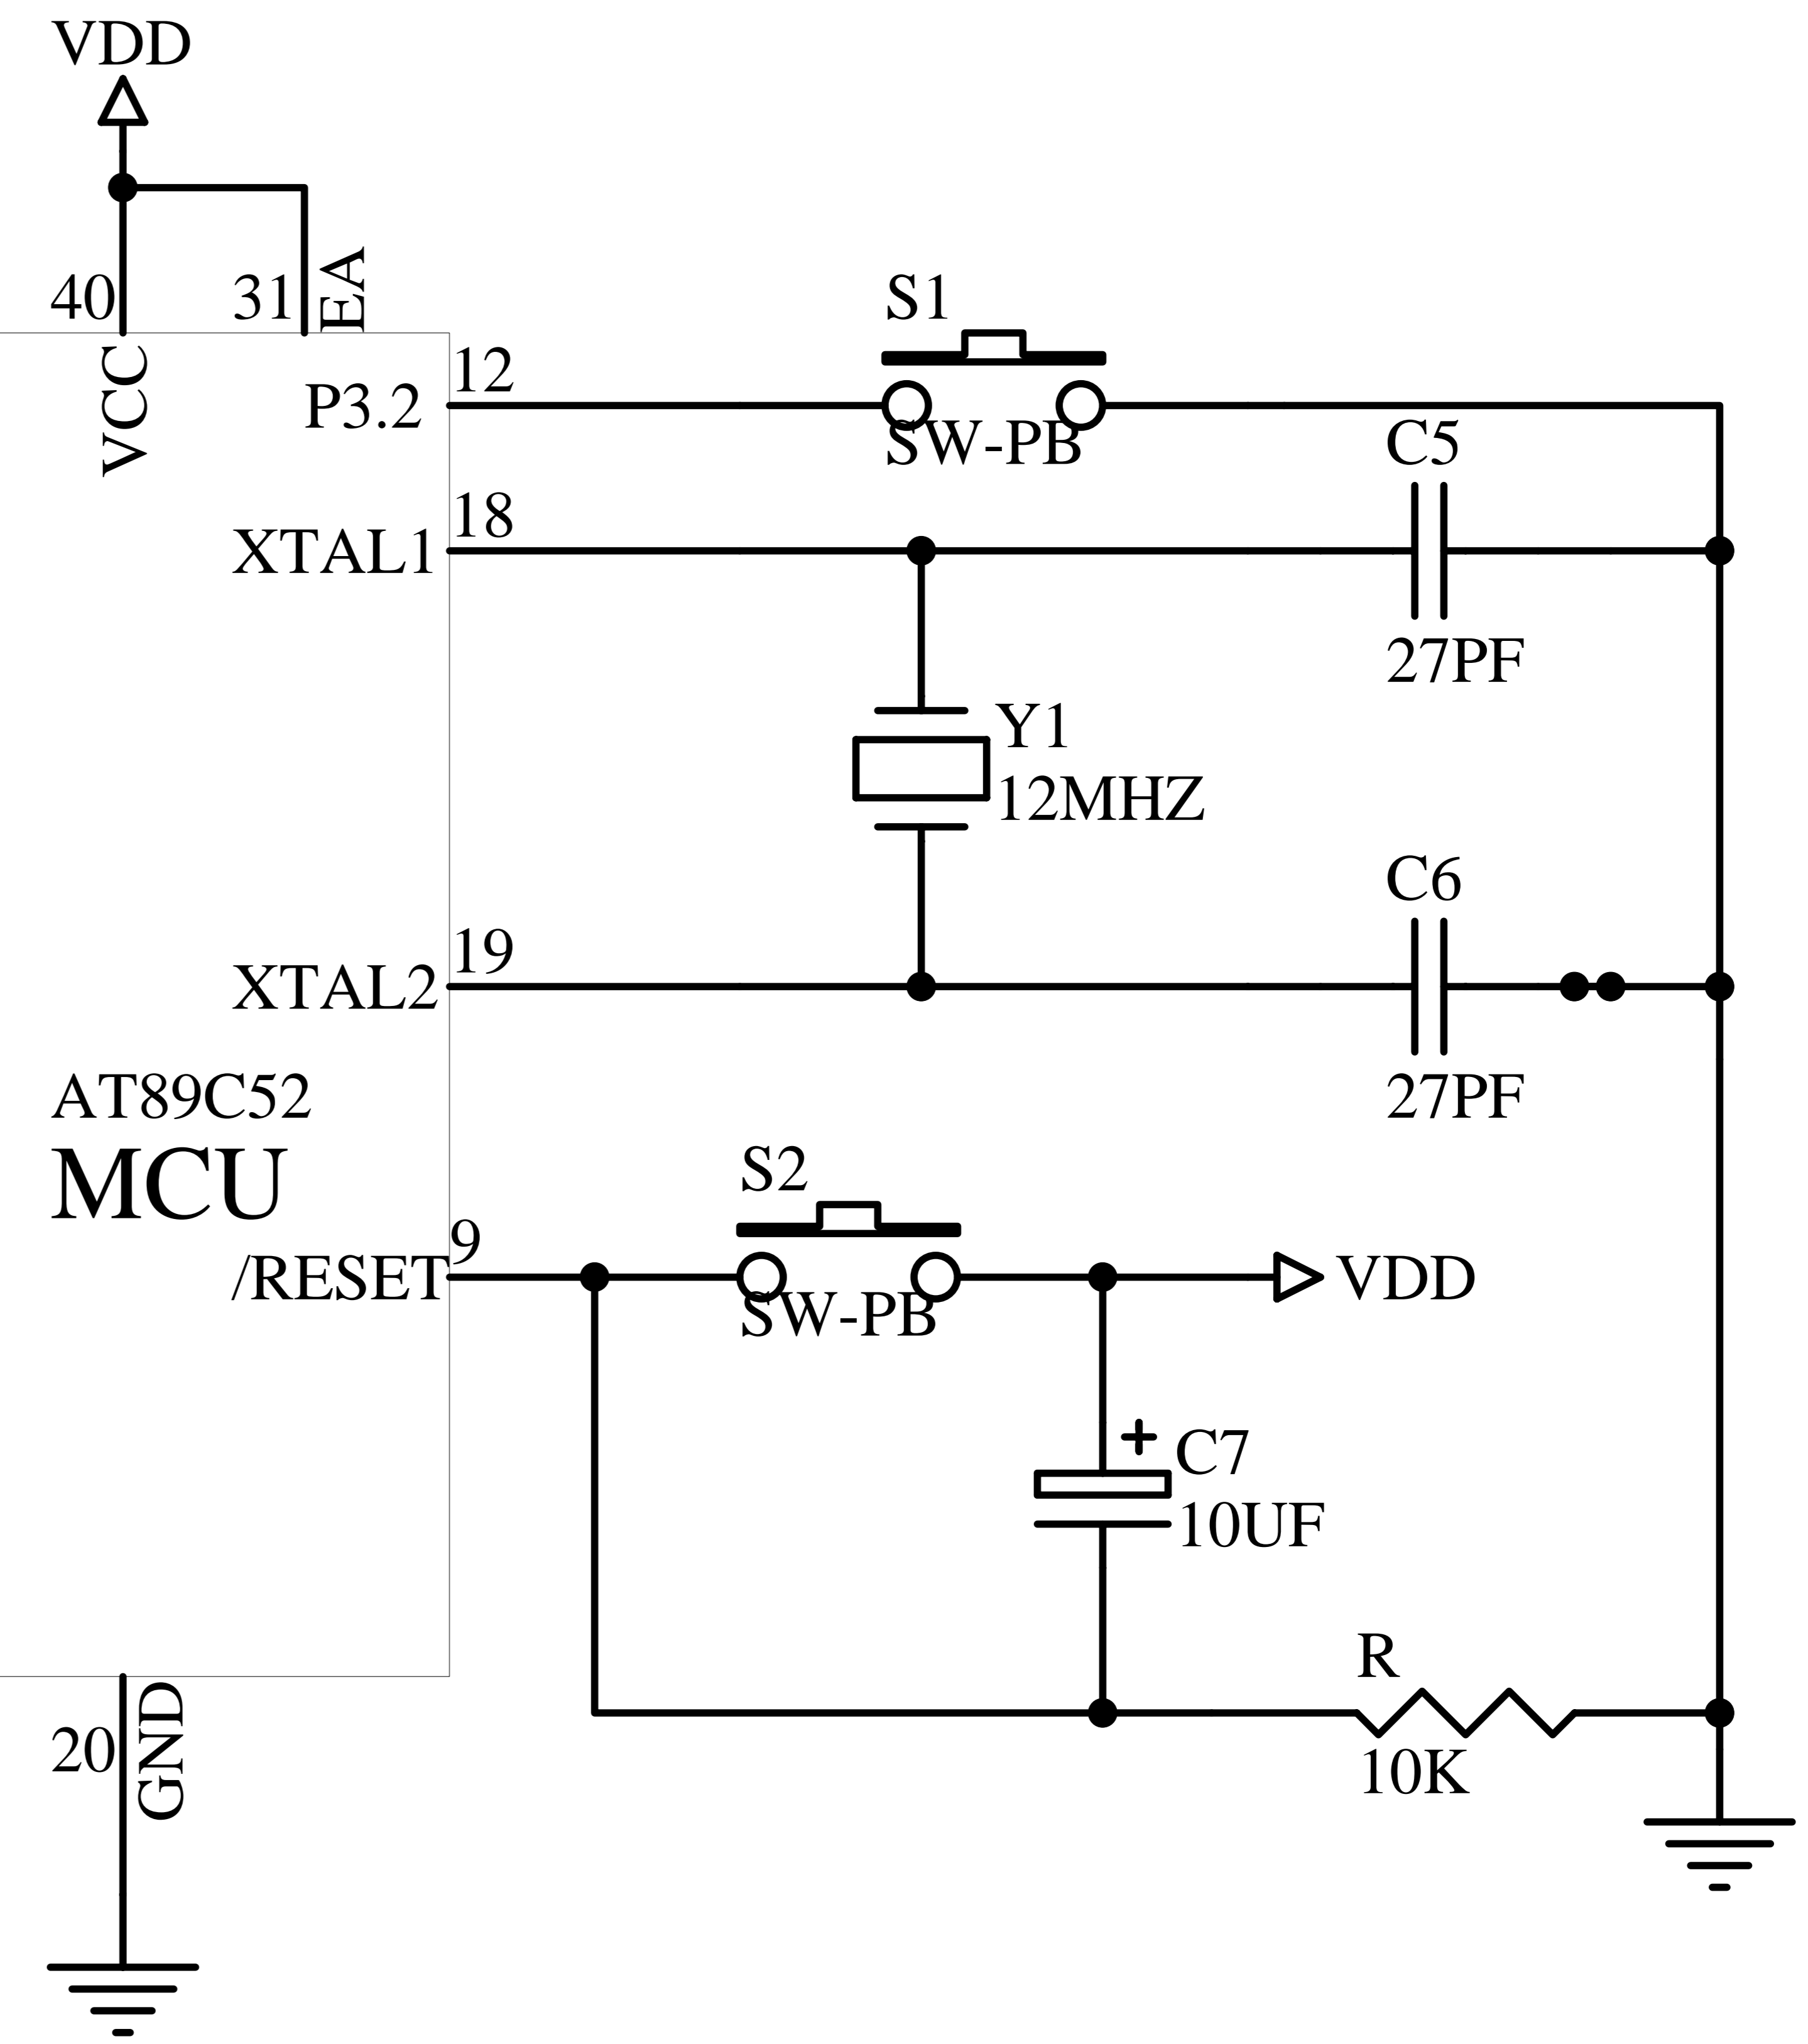 VDD
40
31
EA
VCC
P3.2
12
S1
SW-PB
C5
27PF
XTAL1
18
Y1
12MHZ
XTAL2
19
C6
27PF
AT89C52
MCU
/RESET
9
S2
SW-PB
VDD
+
C7
10UF
R
10K
20
GND